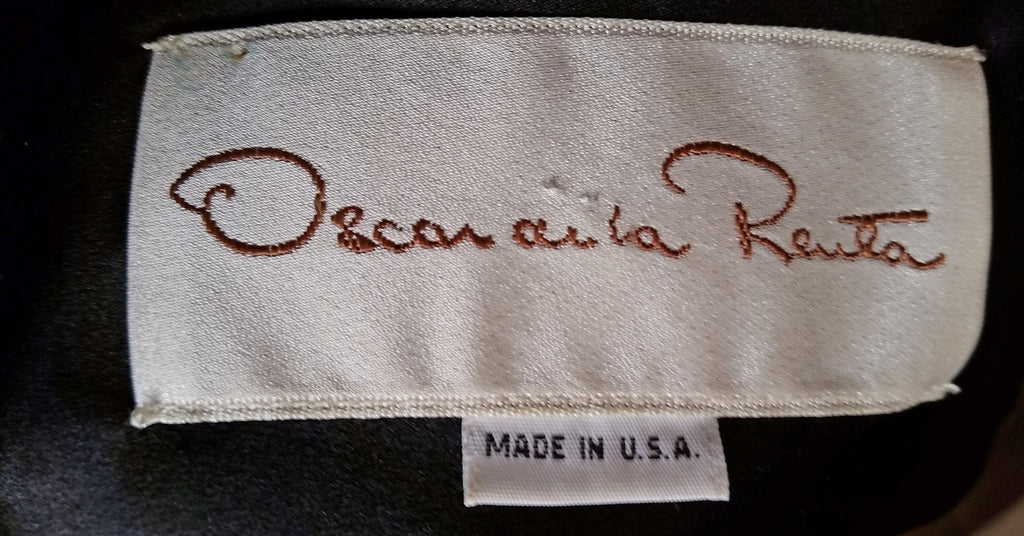 Oscar de la Renta
MADE IN U.S.A.